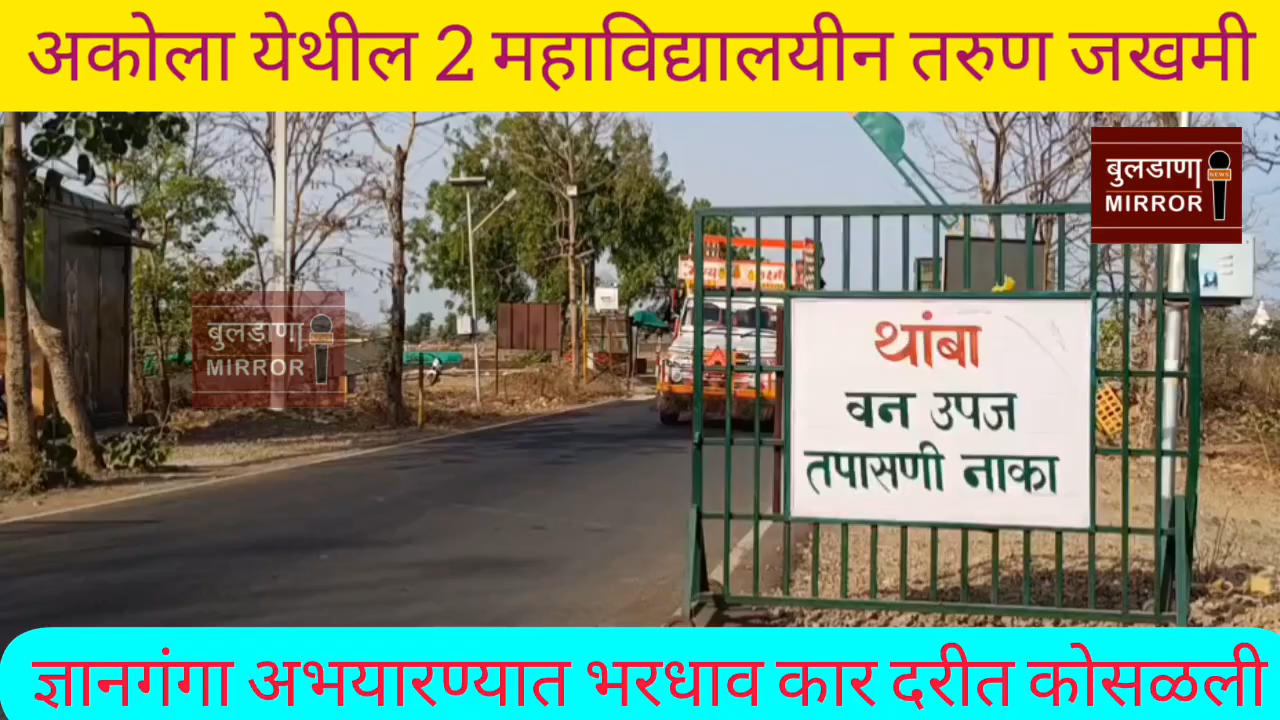 अकोला येथील 2 महाविद्यालयीन तरुण जखमी
बुलडाणा
NEWS
MIRROR
बुलडाणा
MIRROR
थांबा
वन उपज
तपासणी नाका
ज्ञानगंगा अभयारण्यात भरधाव कार दरीत कोसळली